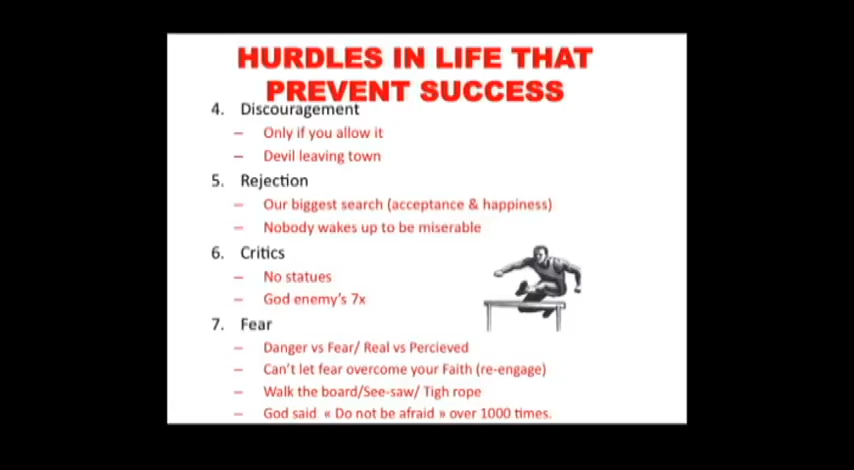 HURDLES IN LIFE THAT
PREVENT SUCCESS
4. Discouragement
– Only if you allow it
– Devil leaving town
5. Rejection
– Our biggest search (acceptance & happiness)
– Nobody wakes up to be miserable
6. Critics
– No statues
– God enemy's 7x
7. Fear
– Danger vs Fear/ Real vs Percieved
– Can't let fear overcome your Faith (re-engage)
– Walk the board/See-saw/ Tigh rope
– God said « Do not be afraid » over 1000 times.